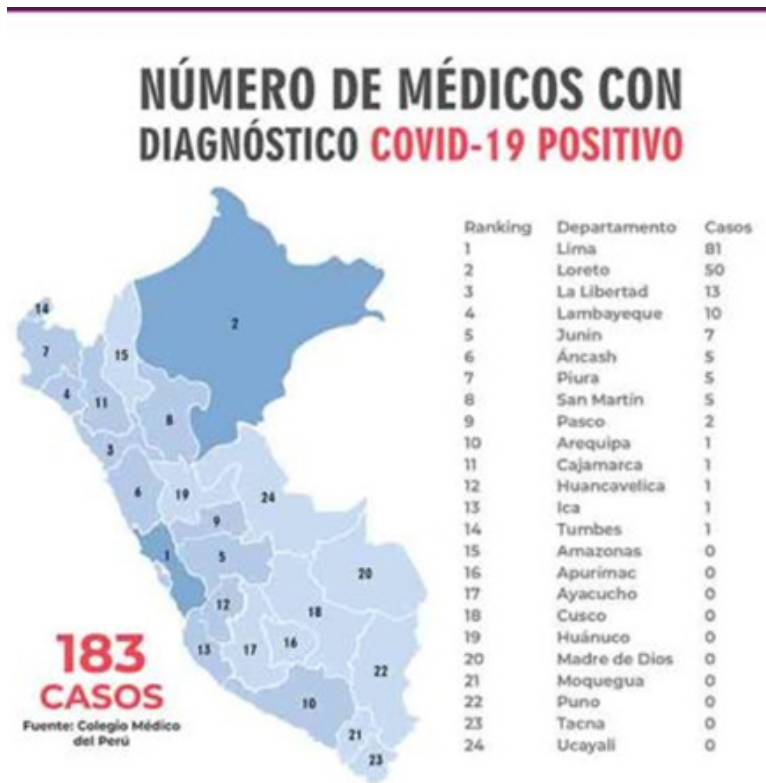 NÚMERO DE MÉDICOS CON
DIAGNÓSTICO COVID-19 POSITIVO
Ranking Departamento Casos
1 Lima 81
2 Loreto 50
3 La Libertad 13
4 Lambayeque 10
5 Junin 7
6 Áncash 5
7 Piura 5
8 San Martín 5
9 Pasco 2
10 Arequipa 1
11 Cajamarca 1
12 Huancavelica 1
13 Ica 1
14 Tumbes 1
15 Amazonas 0
16 Apurimac 0
17 Ayacucho 0
18 Cusco 0
19 Huánuco 0
20 Madre de Dios 0
21 Moquegua 0
22 Puno 0
23 Tacna 0
24 Ucayali 0
14
2
7
15
4
11
8
3
6
19
24
9
1
5
20
12
18
13
17
16
22
10
21
23
183
CASOS
Fuente: Colegio Médico
del Perú